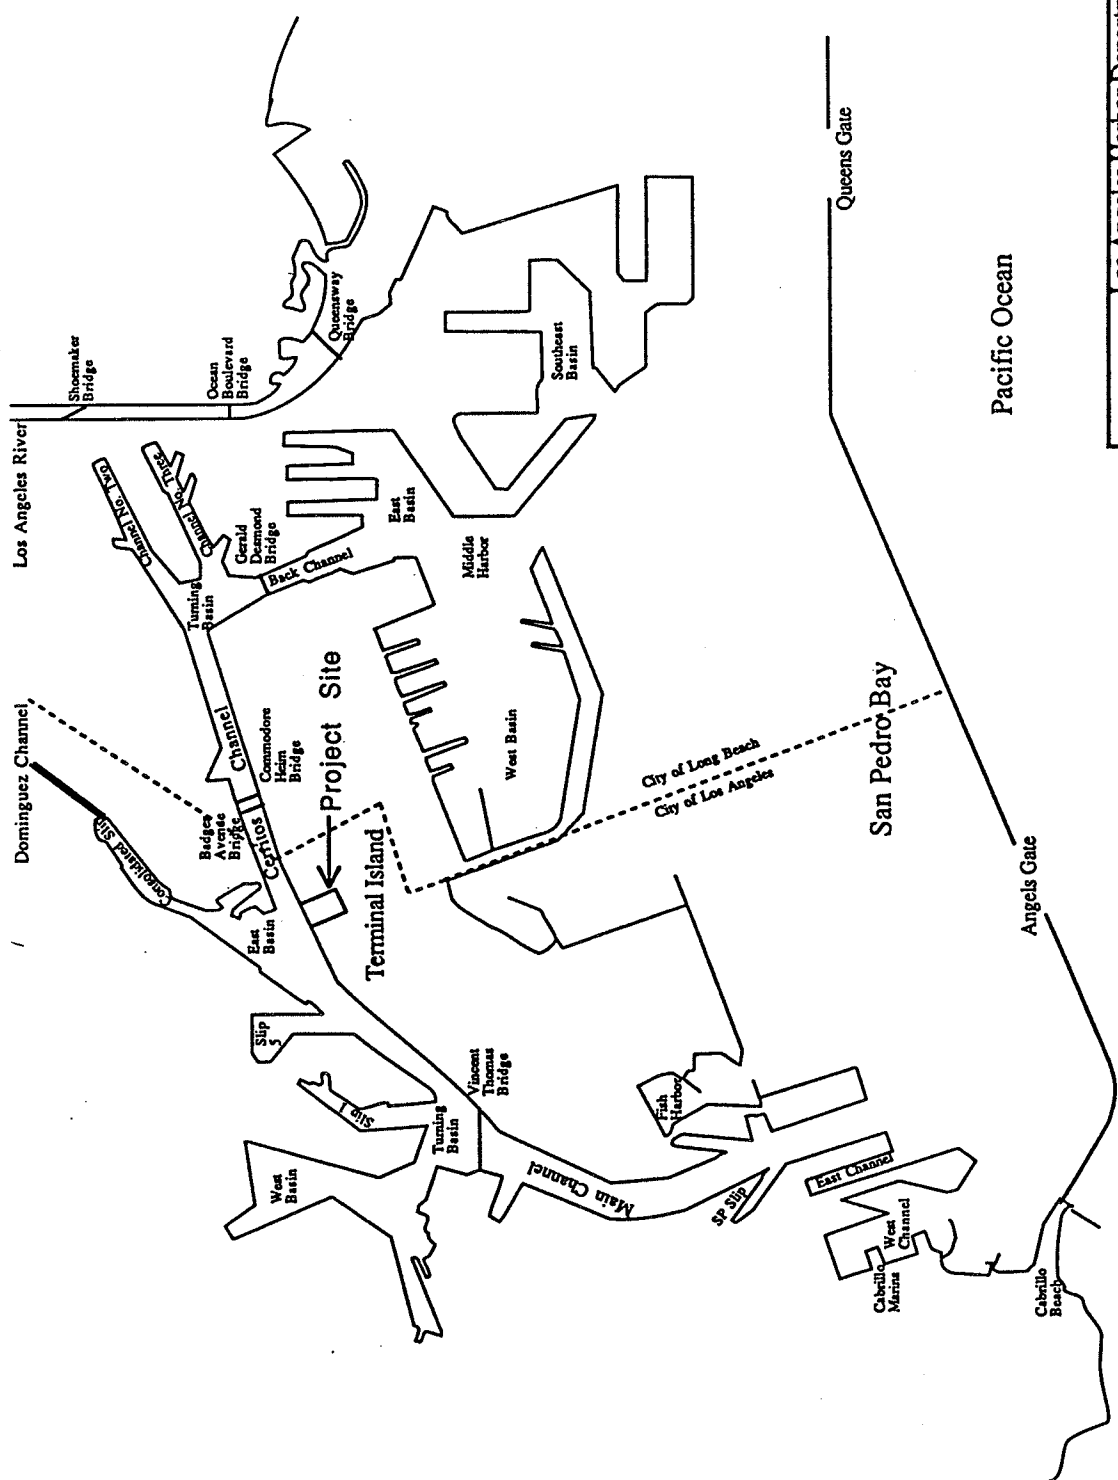 Los Angeles River
Shoemaker
Bridge
Ocean
Boulevard
Bridge
Queensway
Bridge
Dominguez Channel
Channel No. Two
Channel No. Three
Turning
Basin
Gerald
Desmond
Bridge
Back Channel
Consolidated Slip
Badger
Avenue
Bridge
Cerritos
Channel
Commodore
Heim
Bridge
Project Site
East
Basin
Terminal Island
East
Basin
Middle
Harbor
Southeast
Basin
West Basin
City of Long Beach
City of Los Angeles
Slip
5
Slip 1
West
Basin
Turning
Basin
Vincent
Thomas
Bridge
Main Channel
Fish
Harbor
SP Slip
East Channel
West
Channel
Cabrillo
Marina
Cabrillo
Beach
San Pedro Bay
Angels Gate
Queens Gate
Pacific Ocean
Los Angeles Harbor